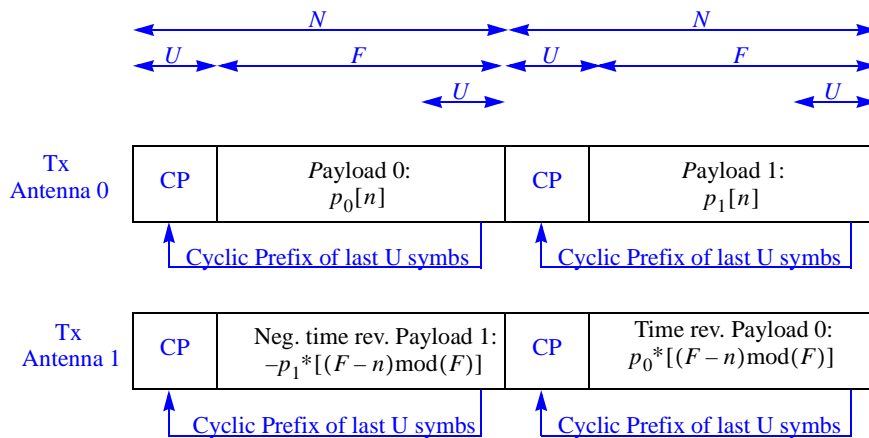 N N
U F U F
U U
Tx
Antenna 0
CP
Payload 0:
p0[n]
CP
Payload 1:
p1[n]
Cyclic Prefix of last U symbs
Cyclic Prefix of last U symbs
Tx
Antenna 1
CP
Neg. time rev. Payload 1:
–p1*[(F – n)mod(F)]
CP
Time rev. Payload 0:
p0*[(F – n)mod(F)]
Cyclic Prefix of last U symbs
Cyclic Prefix of last U symbs